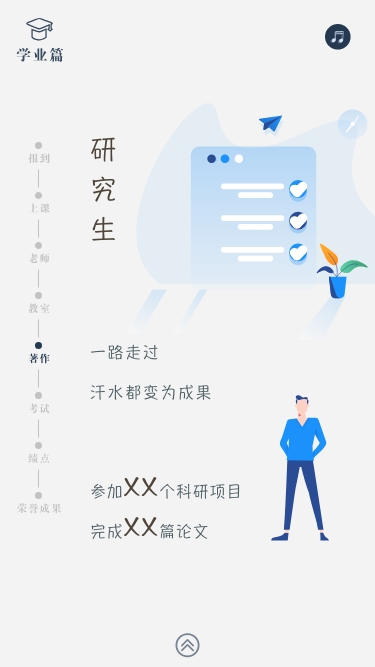 学业篇
报到
上课
老师
教室
著作
考试
绩点
荣誉成果
研究生
一路走过
汗水都变为成果
参加XX个科研项目
完成XX篇论文